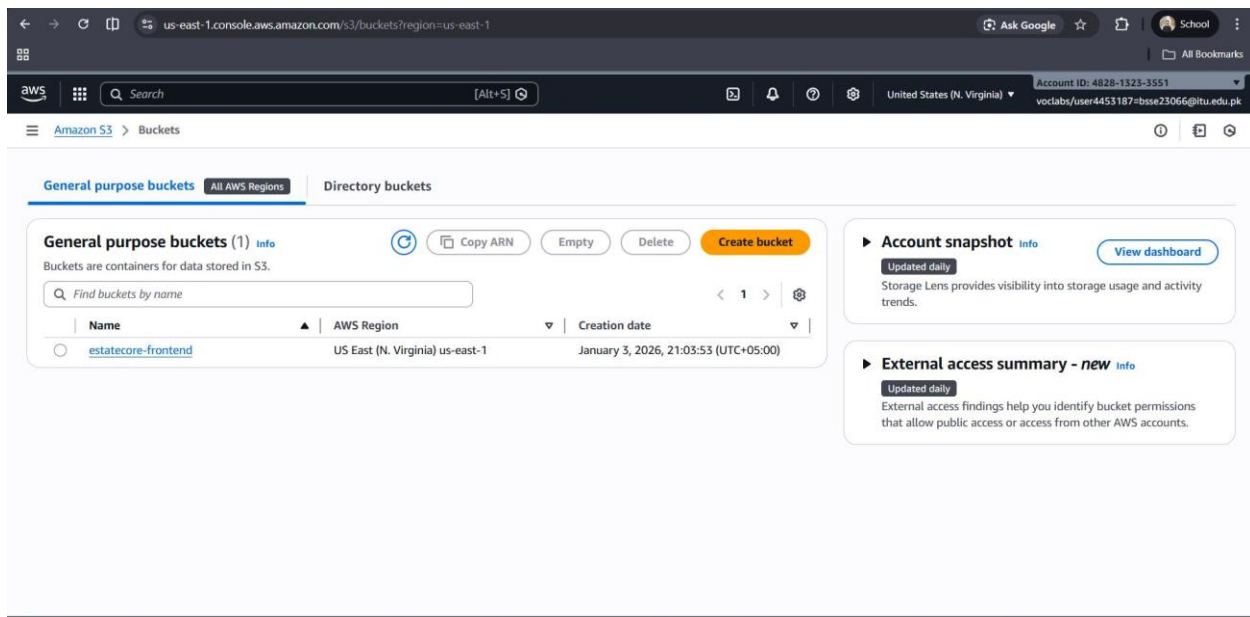 us-east-1.console.aws.amazon.com/s3/buckets?region=us-east-1
Ask Google
School
All Bookmarks
aws
Search
[Alt+S]
United States (N. Virginia) ▼
Account ID: 4828-1323-3551
voclabs/user4453187=bsse23066@itu.edu.pk
Amazon S3 > Buckets
General purpose buckets All AWS Regions
Directory buckets
General purpose buckets (1) Info
Copy ARN
Empty
Delete
Create bucket
Buckets are containers for data stored in S3.
Find buckets by name
< 1 >
Name
AWS Region
Creation date
estatecore-frontend
US East (N. Virginia) us-east-1
January 3, 2026, 21:03:53 (UTC+05:00)
Account snapshot Info
View dashboard
Updated daily
Storage Lens provides visibility into storage usage and activity
trends.
External access summary - new Info
Updated daily
External access findings help you identify bucket permissions
that allow public access or access from other AWS accounts.